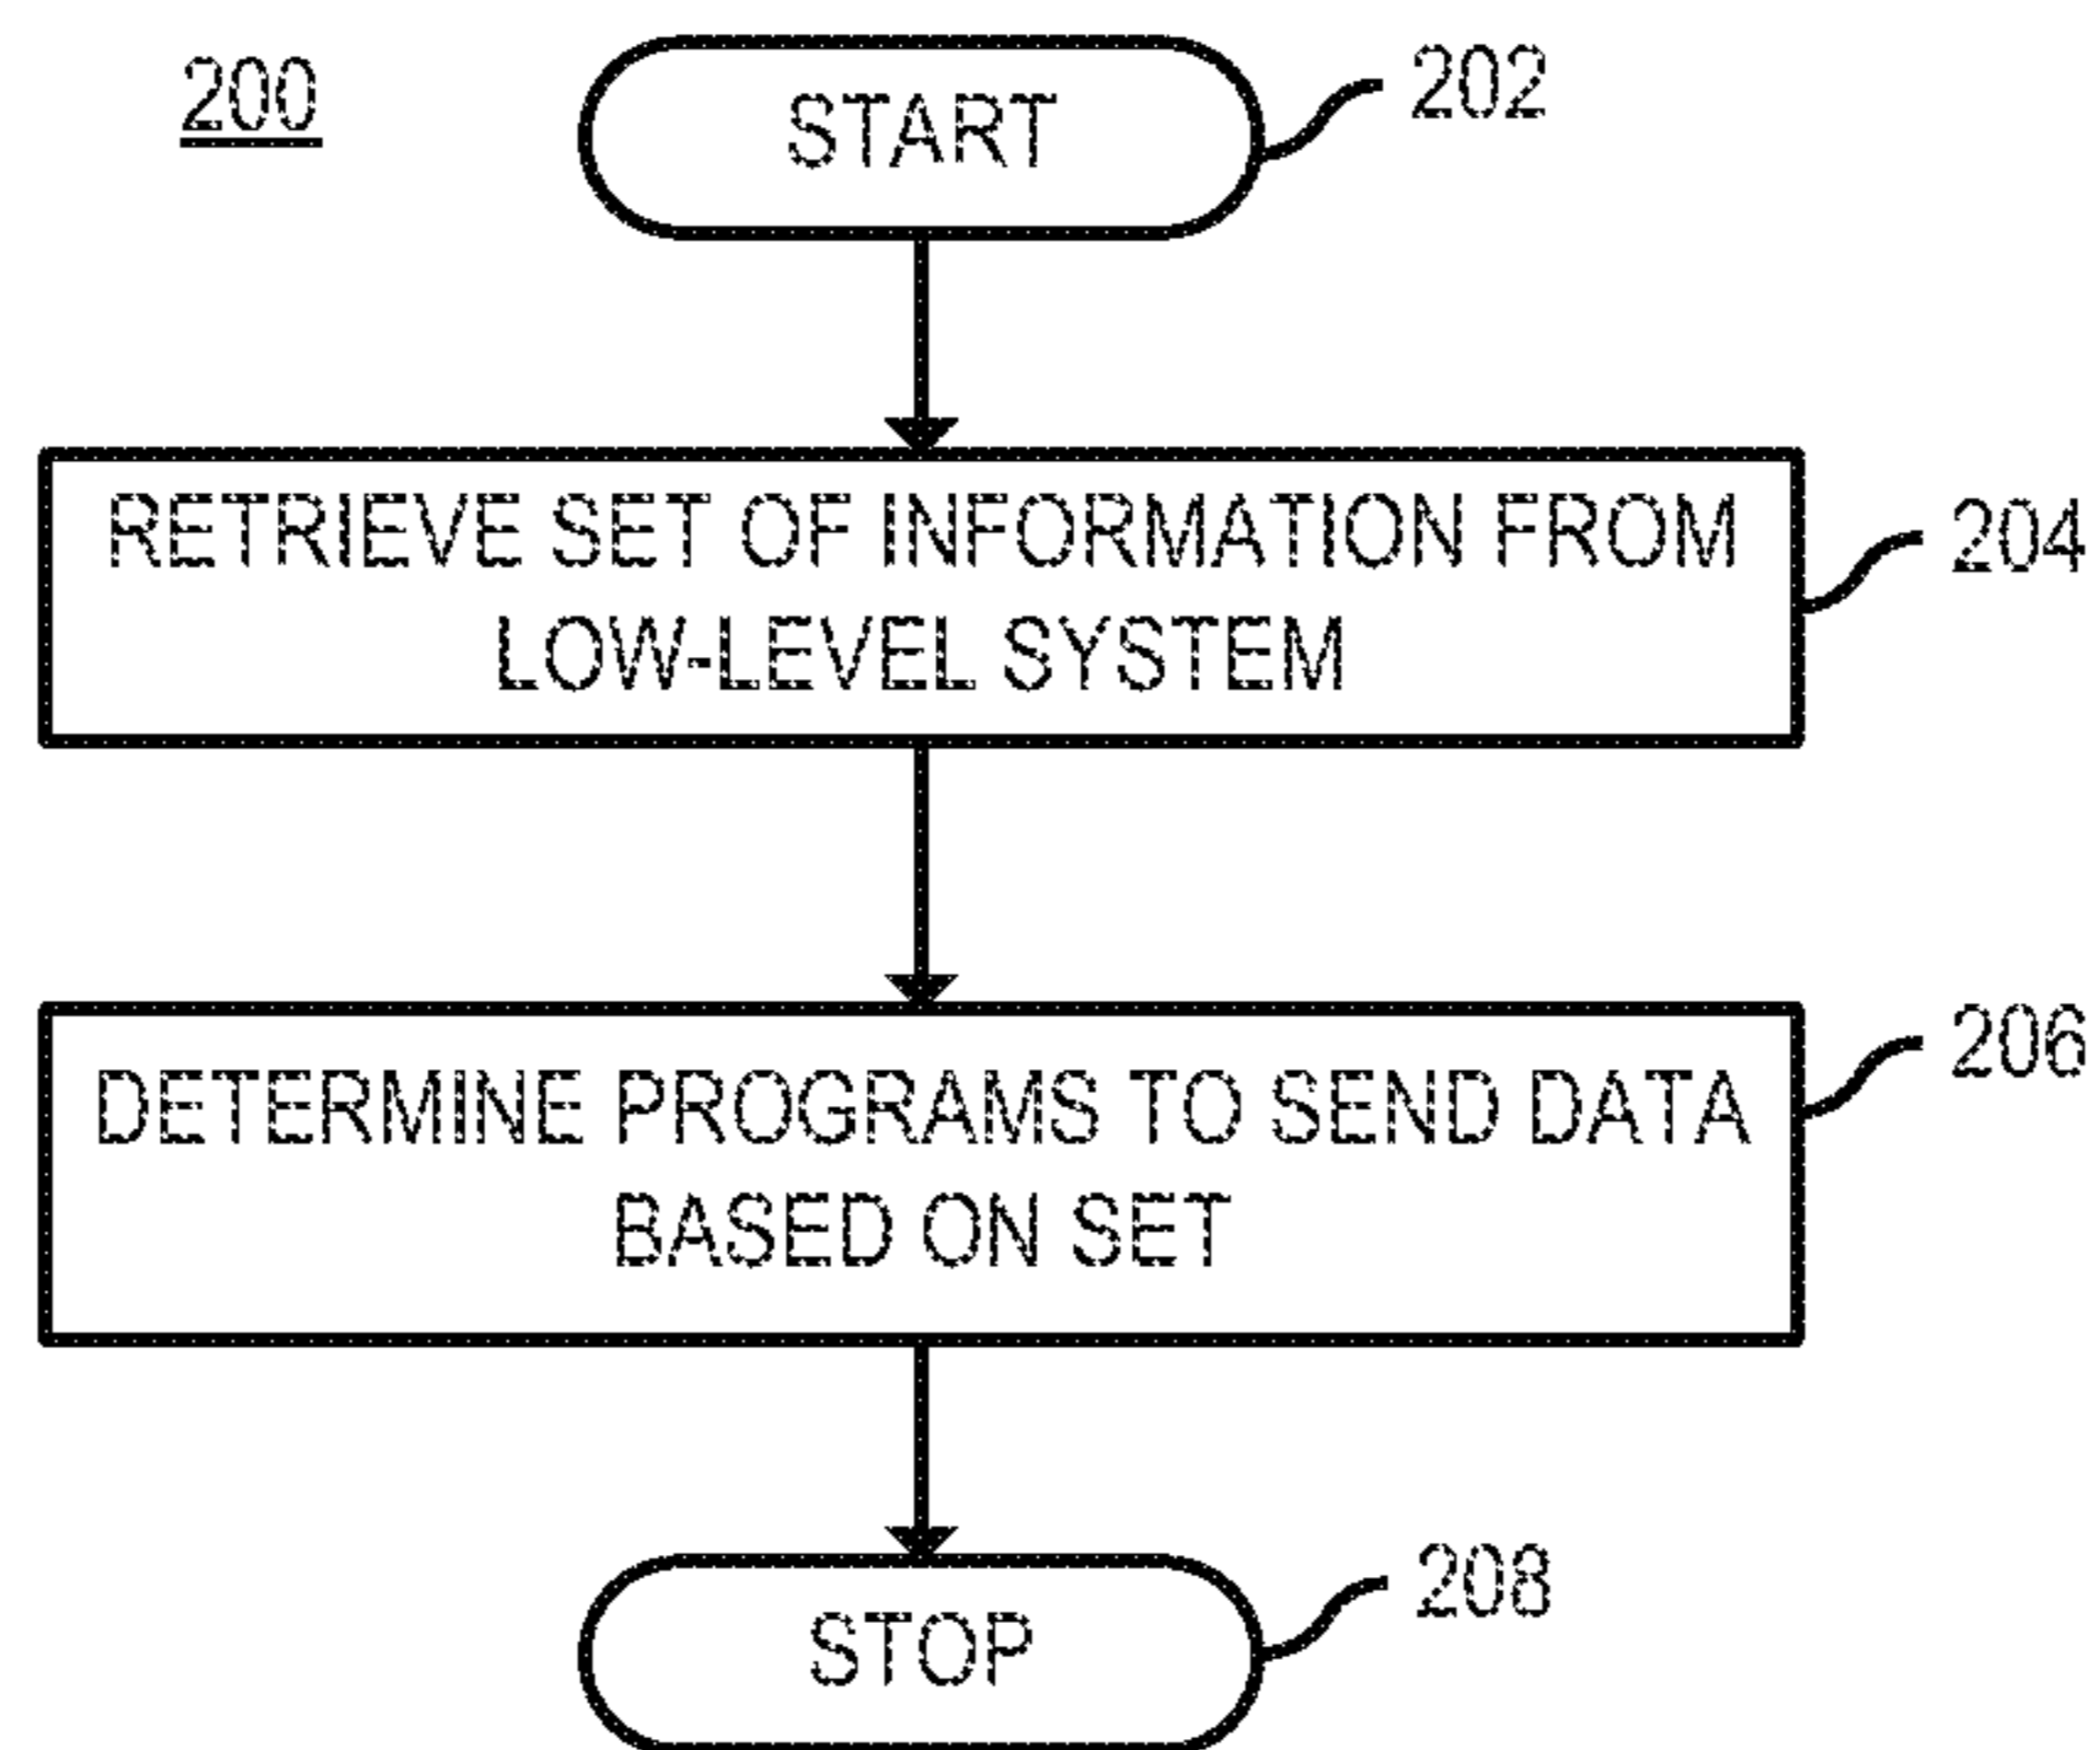 200
START
202
RETRIEVE SET OF INFORMATION FROM
LOW-LEVEL SYSTEM
204
DETERMINE PROGRAMS TO SEND DATA
BASED ON SET
206
STOP
208